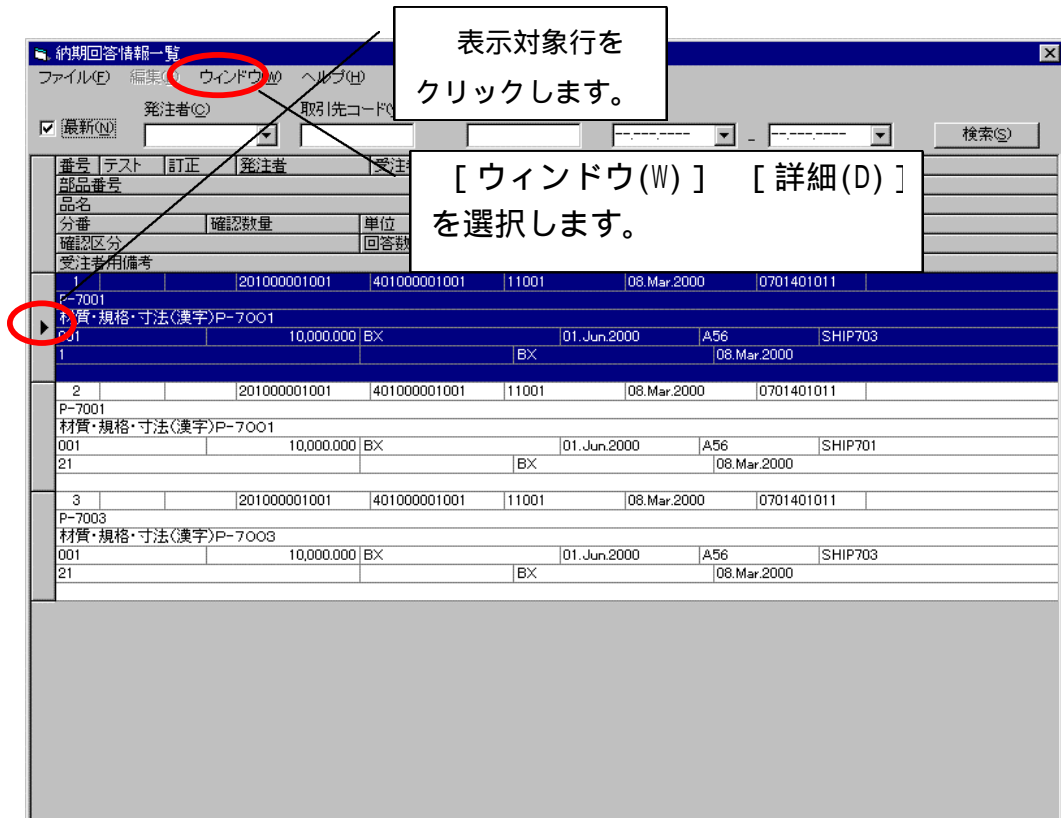 表示対象行を
クリックします。
納期回答情報一覧
ファイル(F) 編集 ウィンドウ(W) ヘルプ(H)
発注者(C) 取引先コード
最新(N) --.---.---- - --.---.---- 検索(S)
[ウィンドウ(W)] [詳細(D)]
を選択します。
番号 テスト 訂正 発注者 受注
部品番号
品名
分番 確認数量 単位
確認区分 回答数
受注者用備考
1 201000001001 401000001001 11001 08.Mar.2000 0701401011
P-7001
材質・規格・寸法(漢字)P-7001
001 10,000.000 BX 01.Jun.2000 A56 SHIP703
1 BX 08.Mar.2000
2 201000001001 401000001001 11001 08.Mar.2000 0701401011
P-7001
材質・規格・寸法(漢字)P-7001
001 10,000.000 BX 01.Jun.2000 A56 SHIP701
21 BX 08.Mar.2000
3 201000001001 401000001001 11001 08.Mar.2000 0701401011
P-7003
材質・規格・寸法(漢字)P-7003
001 10,000.000 BX 01.Jun.2000 A56 SHIP703
21 BX 08.Mar.2000